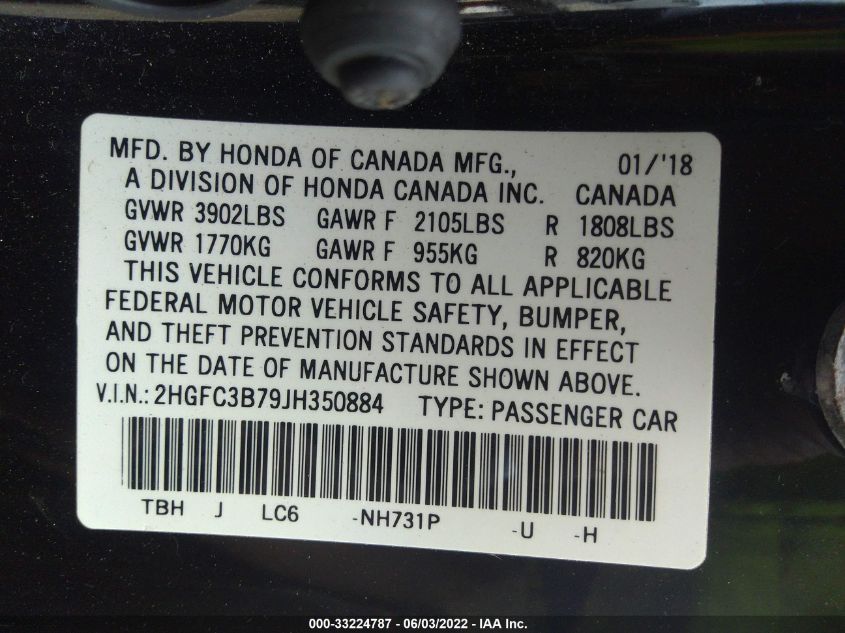 MFD. BY HONDA OF CANADA MFG., 01/'18
A DIVISION OF HONDA CANADA INC. CANADA
GVWR 3902LBS GAWR F 2105LBS R 1808LBS
GVWR 1770KG GAWR F 955KG R 820KG
THIS VEHICLE CONFORMS TO ALL APPLICABLE
FEDERAL MOTOR VEHICLE SAFETY, BUMPER,
AND THEFT PREVENTION STANDARDS IN EFFECT
ON THE DATE OF MANUFACTURE SHOWN ABOVE.
V.I.N.: 2HGFC3B79JH350884 TYPE: PASSENGER CAR
TBH J LC6 -NH731P -U -H
000-33224787 - 06/03/2022 - IAA Inc.